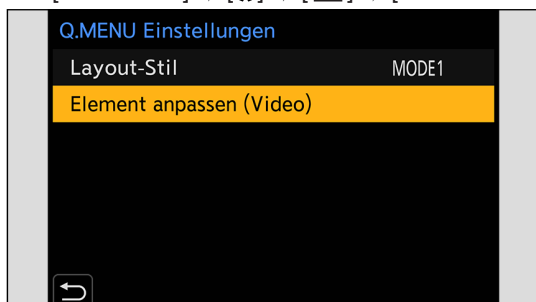 Q.MENU Einstellungen
Layout-Stil MODE1
Element anpassen (Video)